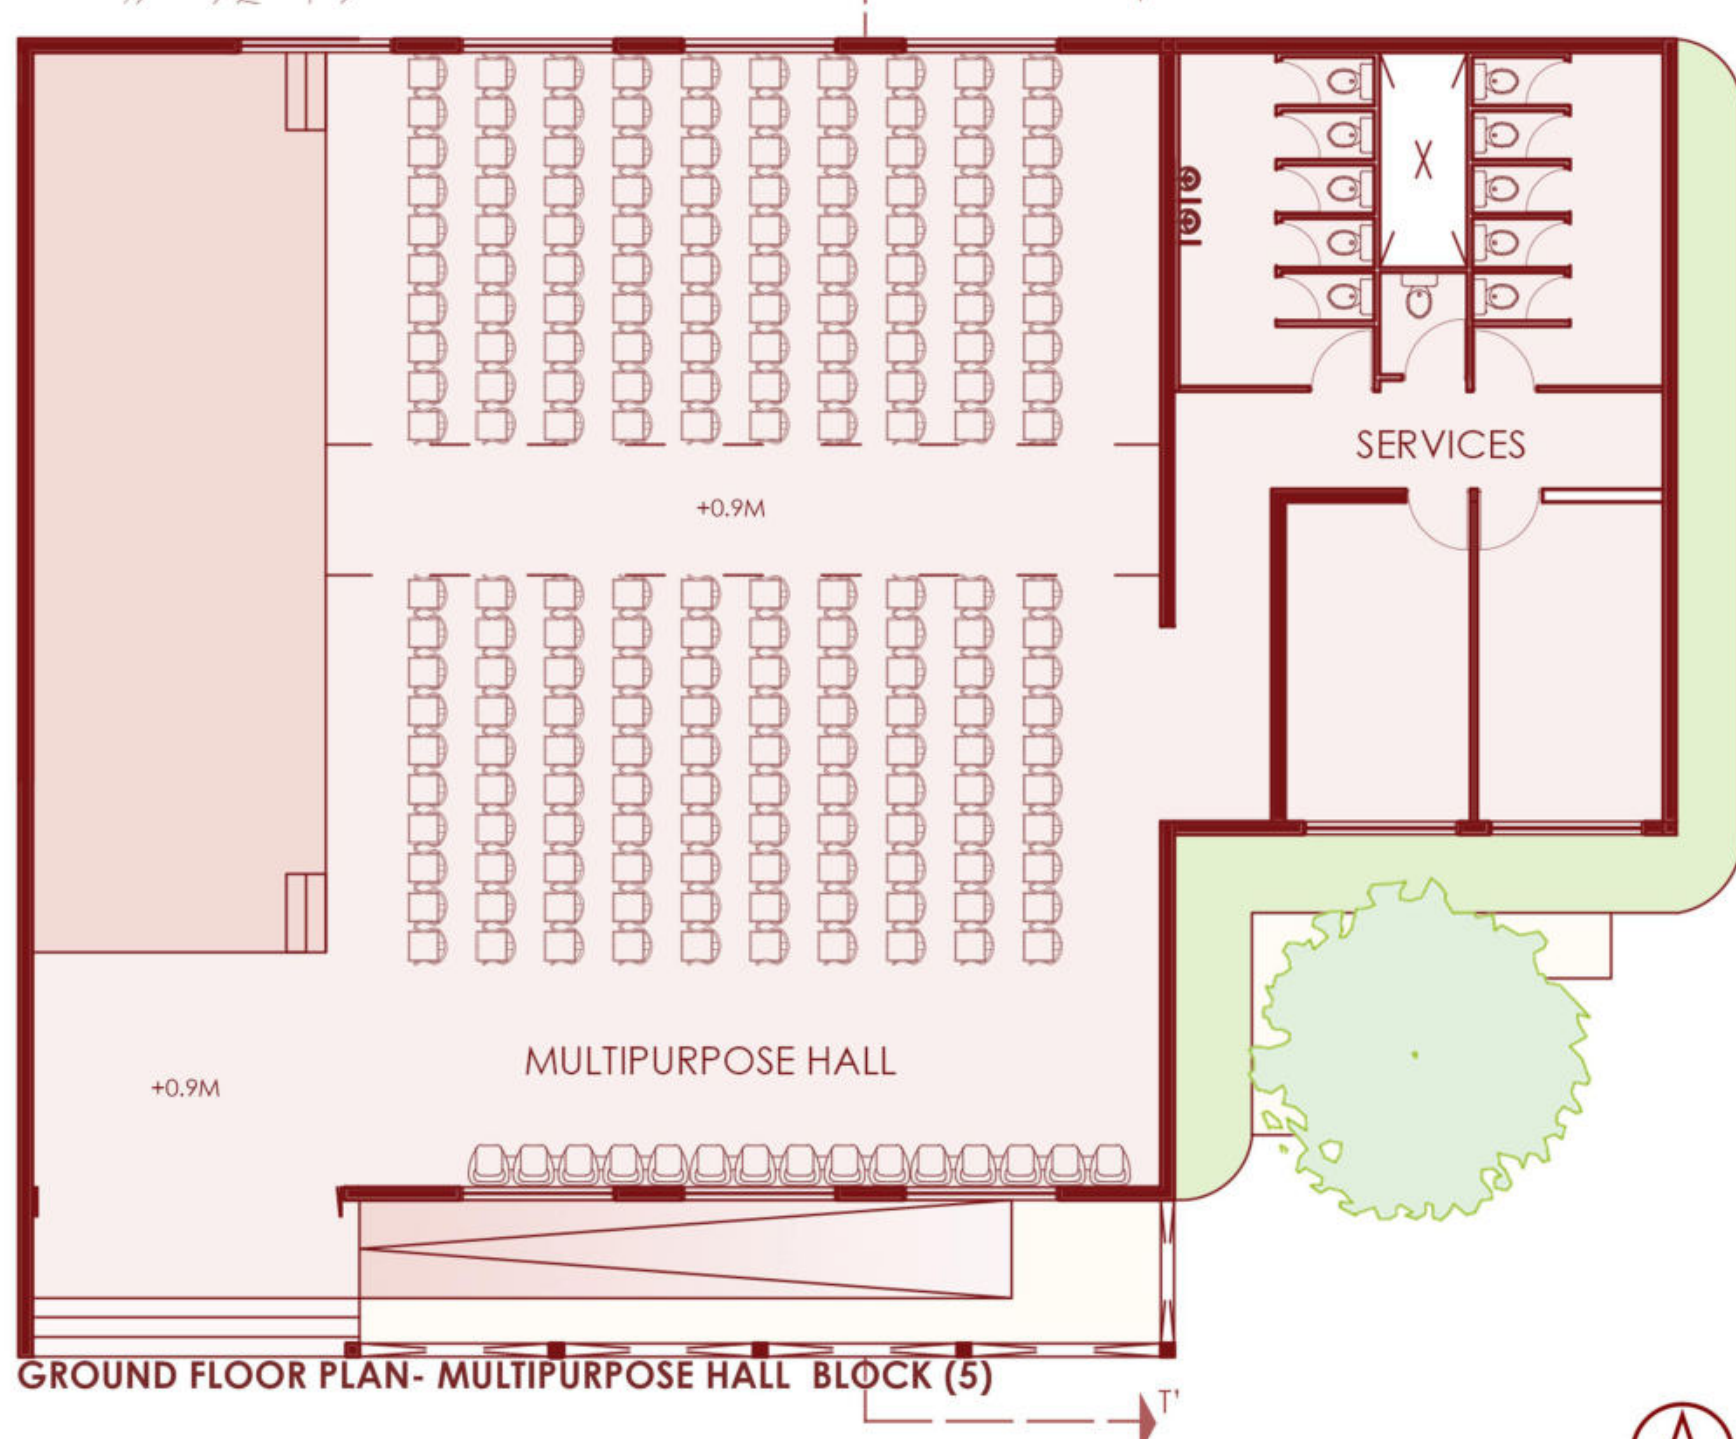 SERVICES
+0.9M
MULTIPURPOSE HALL
+0.9M
GROUND FLOOR PLAN- MULTIPURPOSE HALL BLOCK (5)
T'